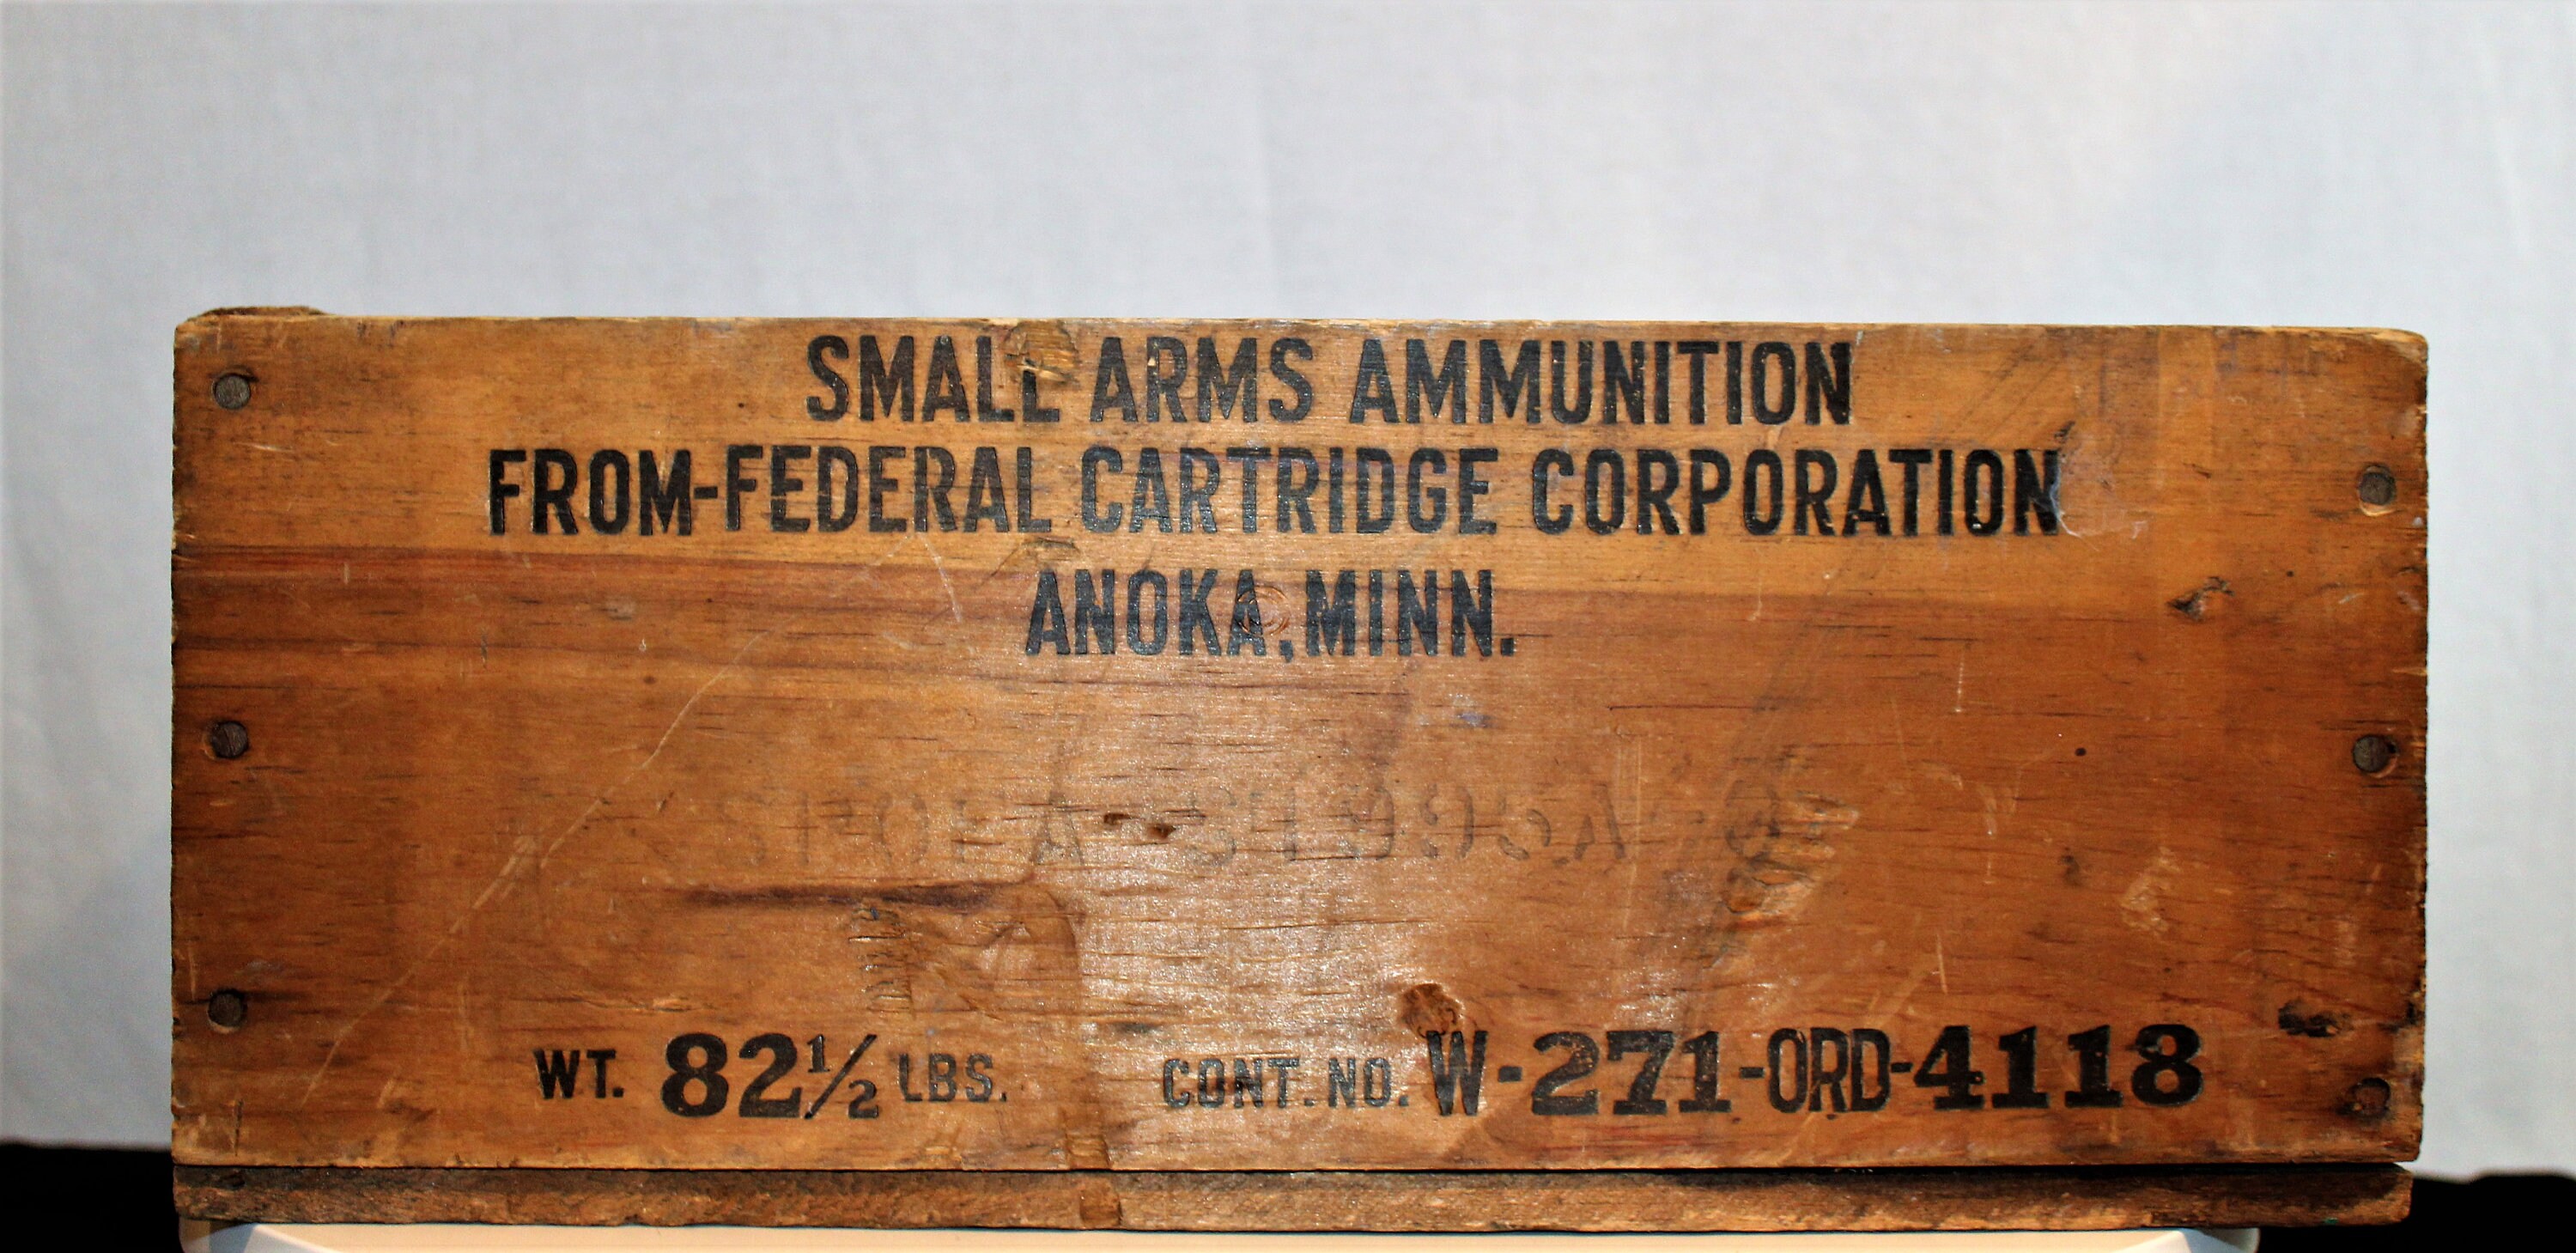 SMALL ARMS AMMUNITION
FROM-FEDERAL CARTRIDGE CORPORATION
ANOKA, MINN.
WT. 82½ LBS. CONT. NO. W-271-ORD-4118